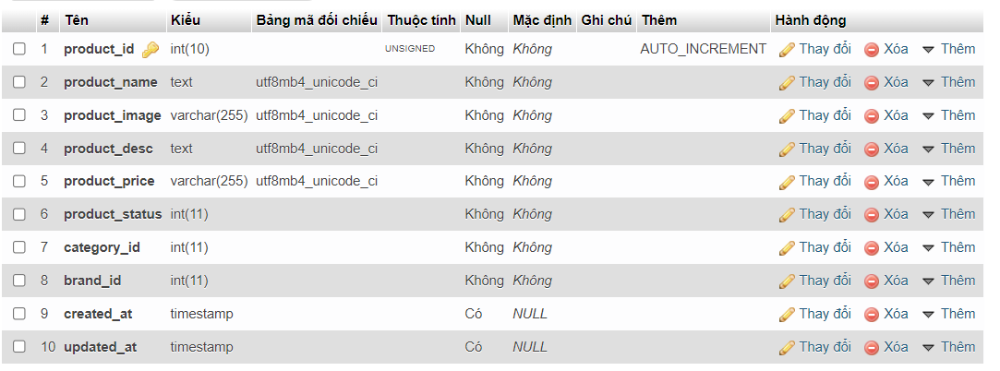 # Tên Kiểu Bảng mã đối chiếu Thuộc tính Null Mặc định Ghi chú Thêm Hành động
1 product_id int(10) UNSIGNED Không Không AUTO_INCREMENT Thay đổi Xóa Thêm
2 product_name text utf8mb4_unicode_ci Không Không Thay đổi Xóa Thêm
3 product_image varchar(255) utf8mb4_unicode_ci Không Không Thay đổi Xóa Thêm
4 product_desc text utf8mb4_unicode_ci Không Không Thay đổi Xóa Thêm
5 product_price varchar(255) utf8mb4_unicode_ci Không Không Thay đổi Xóa Thêm
6 product_status int(11) Không Không Thay đổi Xóa Thêm
7 category_id int(11) Không Không Thay đổi Xóa Thêm
8 brand_id int(11) Không Không Thay đổi Xóa Thêm
9 created_at timestamp Có NULL Thay đổi Xóa Thêm
10 updated_at timestamp Có NULL Thay đổi Xóa Thêm